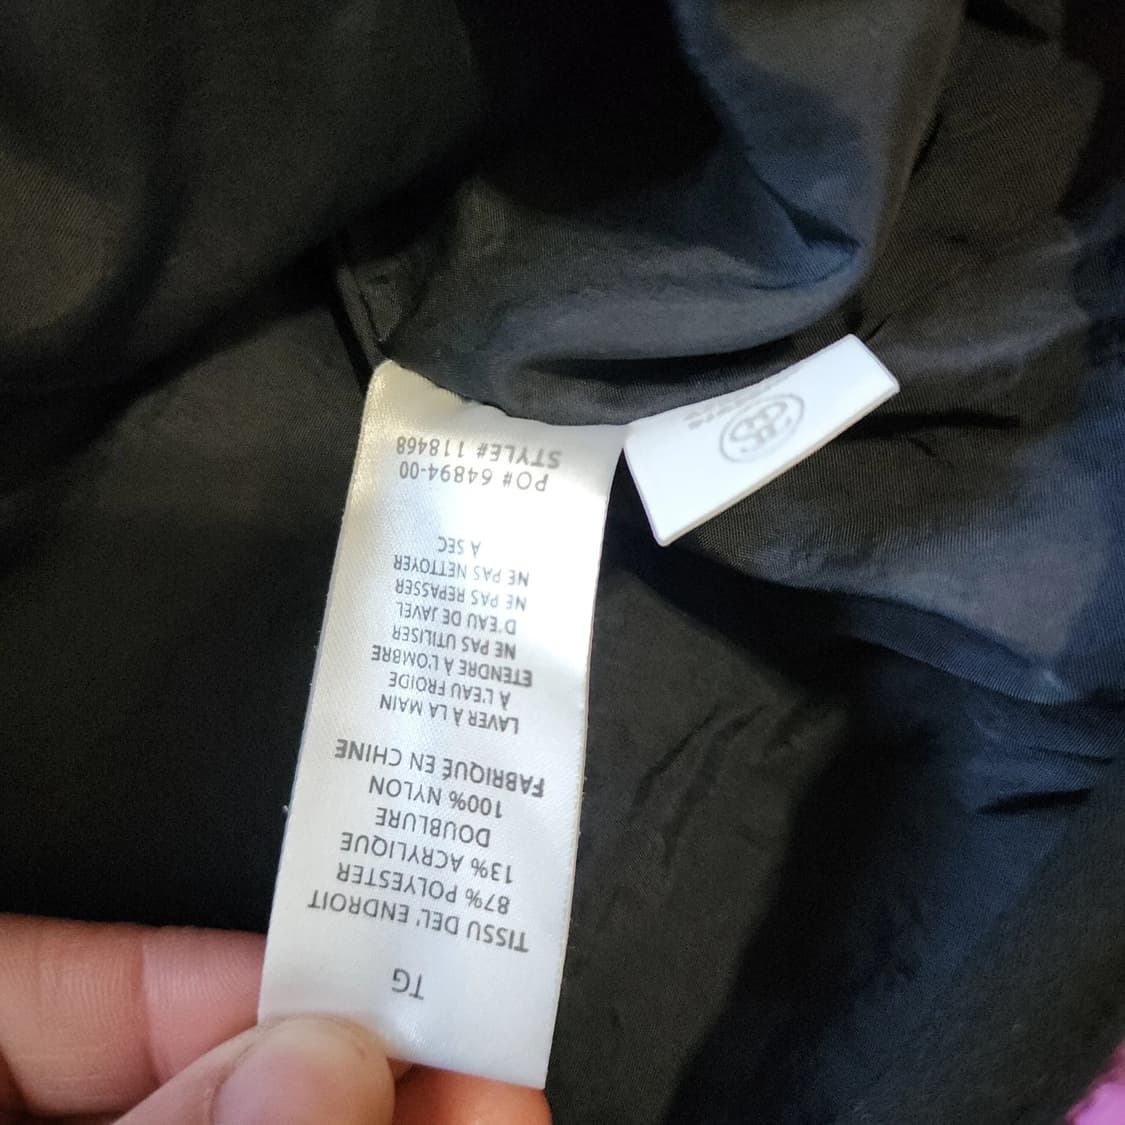 TG
TISSU DEL'ENDROIT
87% POLYESTER
13% ACRYLIQUE
DOUBLURE
100% NYLON
FABRIQUÉ EN CHINE
LAVER À LA MAIN
À L'EAU FROIDE
ETENDRE À L'OMBRE
NE PAS UTILISER
D'EAU DE JAVEL
NE PAS REPASSER
NE PAS NETTOYER
A SEC
PO# 64894-00
STYLE# 118468